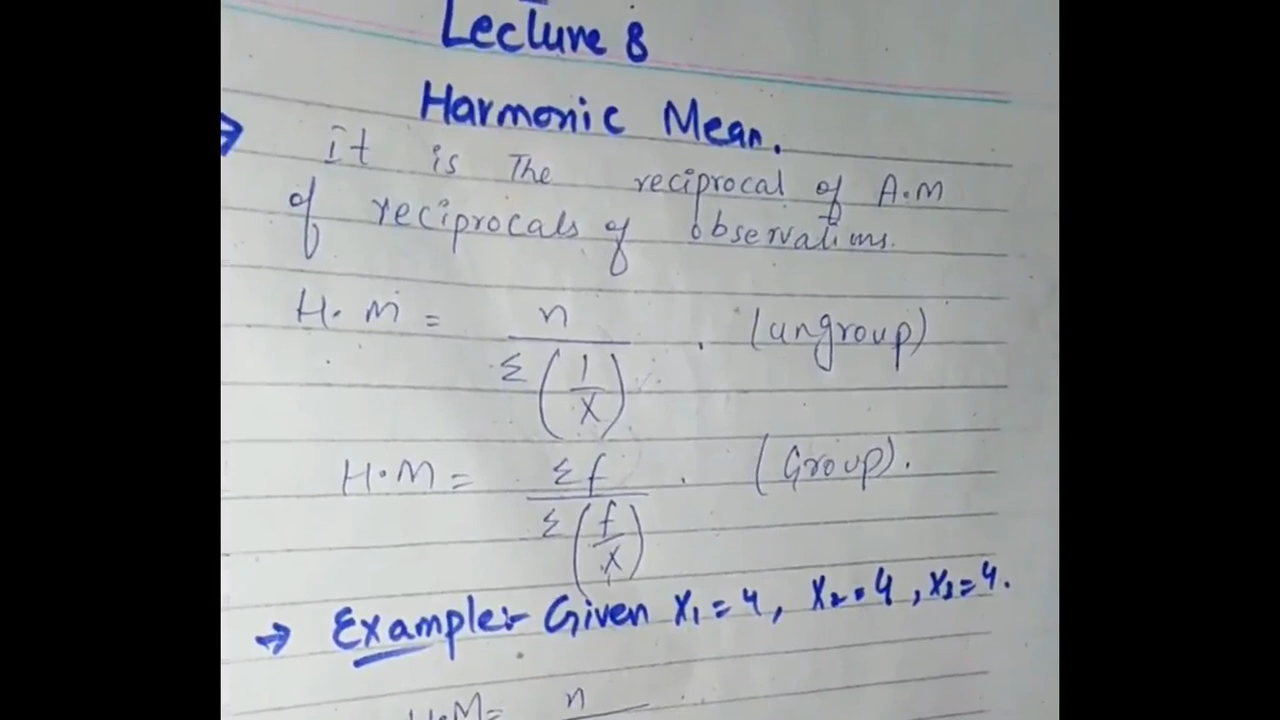 Lecture 8
Harmonic Mean.
→ It is The reciprocal of A.M
of reciprocals of observations.
H.M = n / Σ(1/X) . (ungroup)
H.M = Σf / Σ(f/X) . (Group).
→ Example:- Given X₁ = 4, X₂ = 4, X₃ = 4.
H.M = n